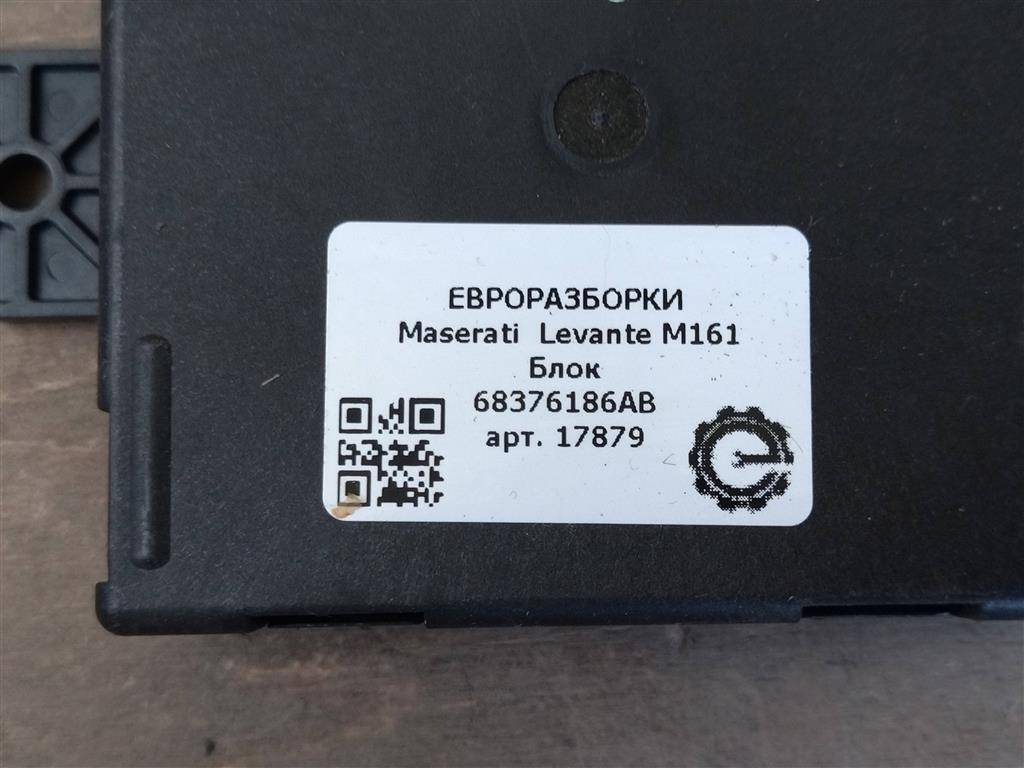 ЕВРОРАЗБОРКИ
Maserati Levante M161
Блок
68376186AB
арт. 17879